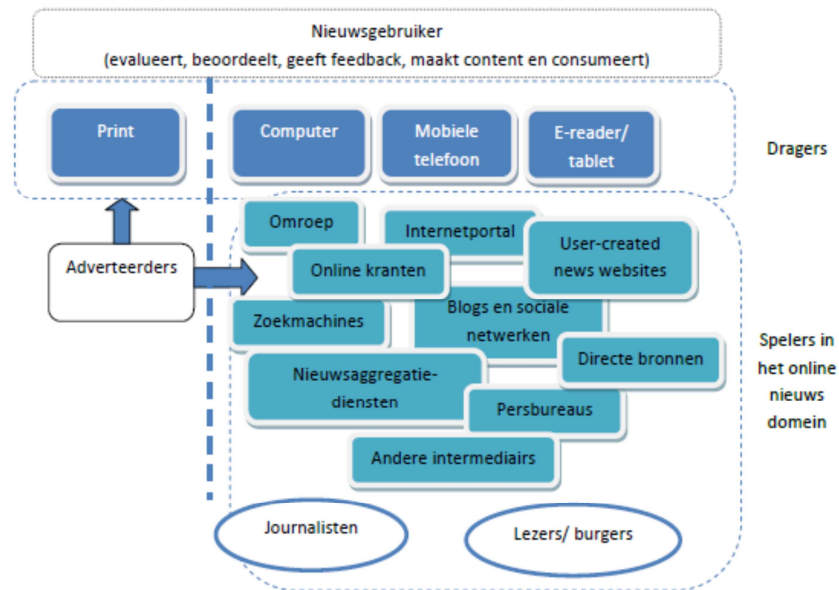 Nieuwsgebruiker
(evalueert, beoordeelt, geeft feedback, maakt content en consumeert)
Print
Computer
Mobiele
telefoon
E-reader/
tablet
Dragers
Adverteerders
Omroep
Internetportal
User-created
news websites
Online kranten
Zoekmachines
Blogs en sociale
netwerken
Directe bronnen
Nieuwsaggregatie-
diensten
Persbureaus
Andere intermediairs
Spelers in
het online
nieuws
domein
Journalisten
Lezers/ burgers